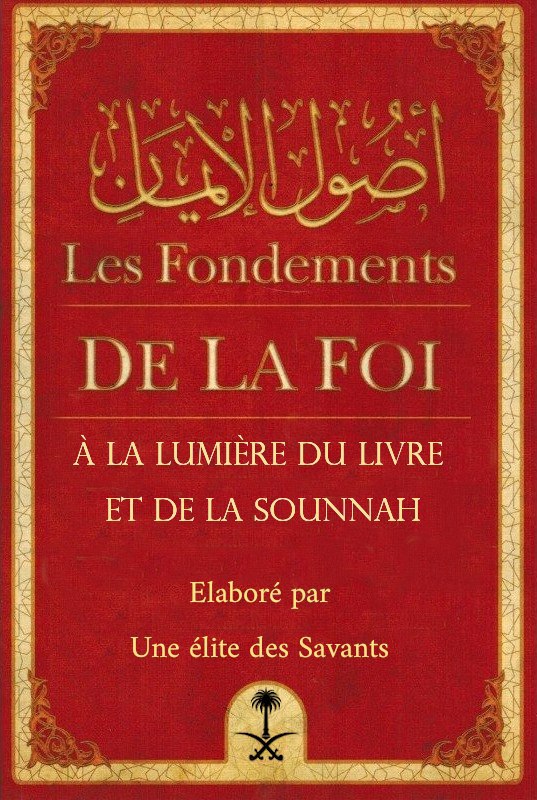 أصول الإيمان
Les Fondements
DE LA FOI
À LA LUMIÈRE DU LIVRE
ET DE LA SOUNNAH
Elaboré par
Une élite des Savants